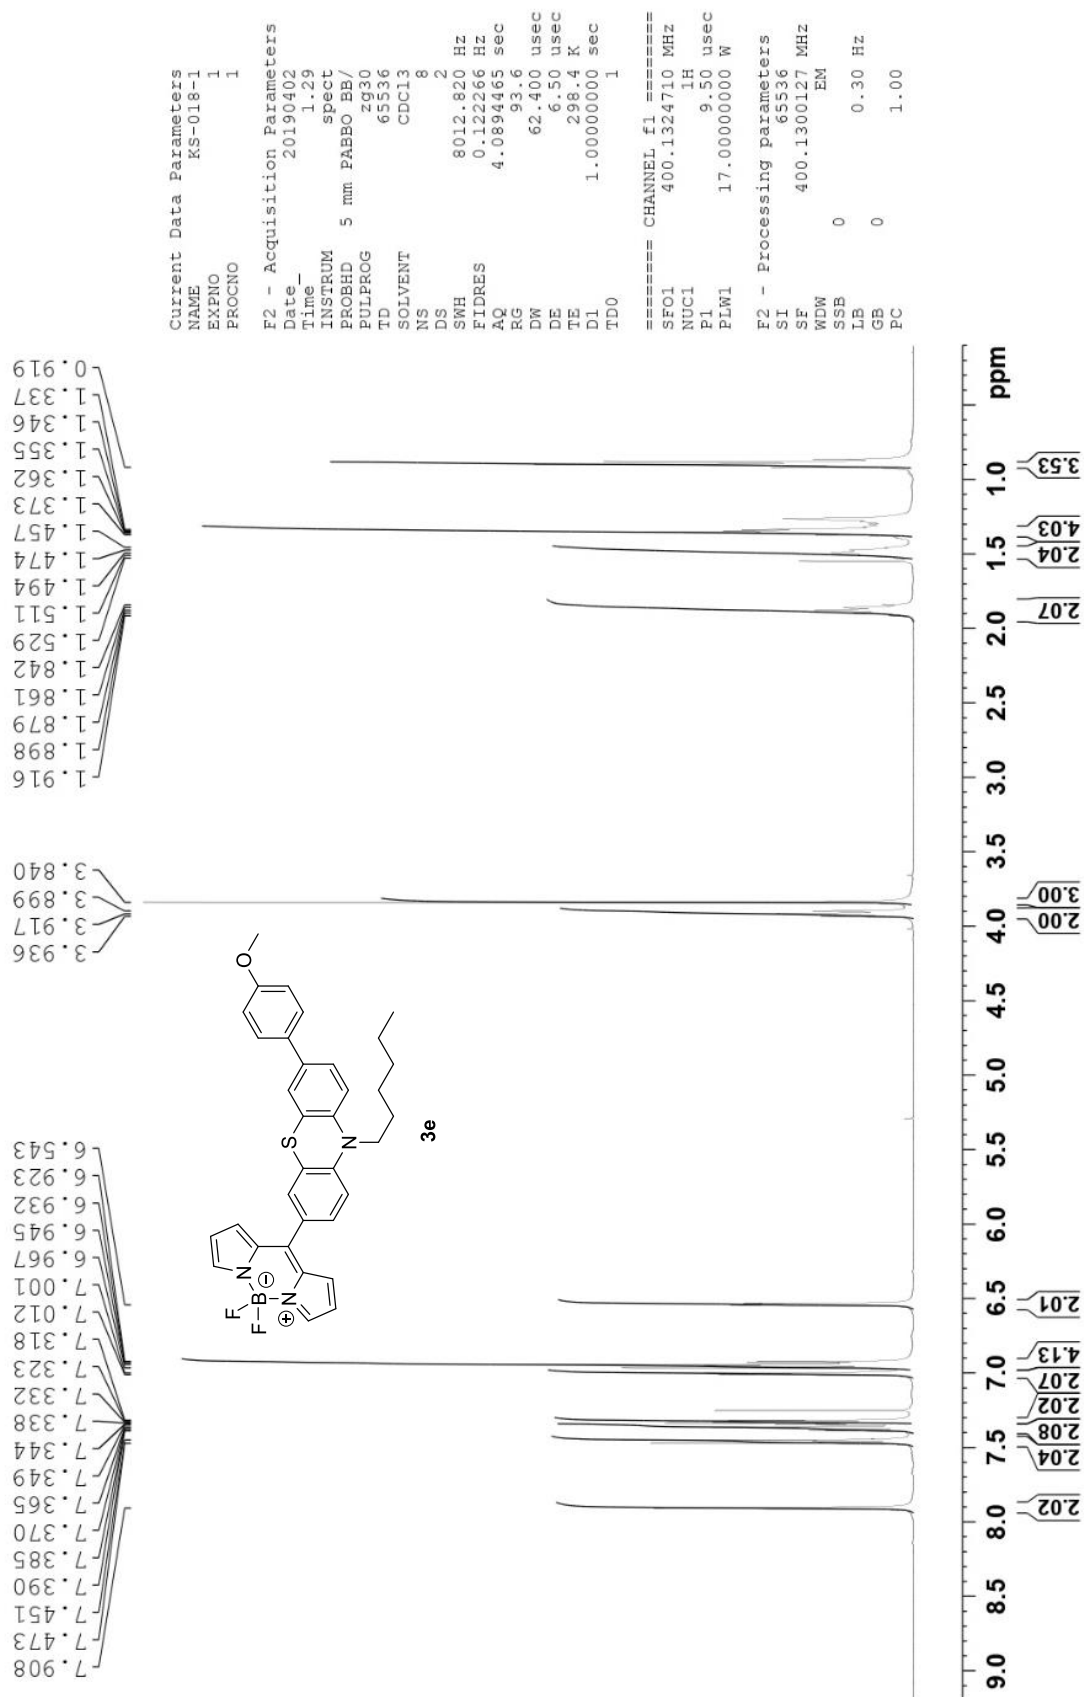 Current Data Parameters
NAME KS-018-1
EXPNO 1
PROCNO 1
F2 - Acquisition Parameters
Date_ 20190402
Time 1.29
INSTRUM spect
PROBHD 5 mm PABBO BB/
PULPROG zg30
TD 65536
SOLVENT CDCl3
NS 8
DS 2
SWH 8012.820 Hz
FIDRES 0.122266 Hz
AQ 4.0894465 sec
RG 93.6
DW 62.400 usec
DE 6.50 usec
TE 298.4 K
D1 1.00000000 sec
TD0 1
======== CHANNEL f1 ========
SFO1 400.1324710 MHz
NUC1 1H
P1 9.50 usec
PLW1 17.00000000 W
F2 - Processing parameters
SI 65536
SF 400.1300127 MHz
WDW EM
SSB 0
LB 0.30 Hz
GB 0
PC 1.00
7.908
7.473
7.451
7.390
7.385
7.370
7.365
7.349
7.344
7.338
7.332
7.323
7.318
7.012
7.001
6.967
6.945
6.932
6.923
6.543
3.936
3.917
3.899
3.840
1.916
1.898
1.879
1.861
1.842
1.529
1.511
1.494
1.474
1.457
1.373
1.362
1.355
1.346
1.337
0.919
F
F
B
⊖
N
N
⊕
S
N
O
3e
9.0 8.5 8.0 7.5 7.0 6.5 6.0 5.5 5.0 4.5 4.0 3.5 3.0 2.5 2.0 1.5 1.0 ppm
2.02
2.04
2.08
2.02
2.07
4.13
2.01
2.00
3.00
2.07
2.04
4.03
3.53